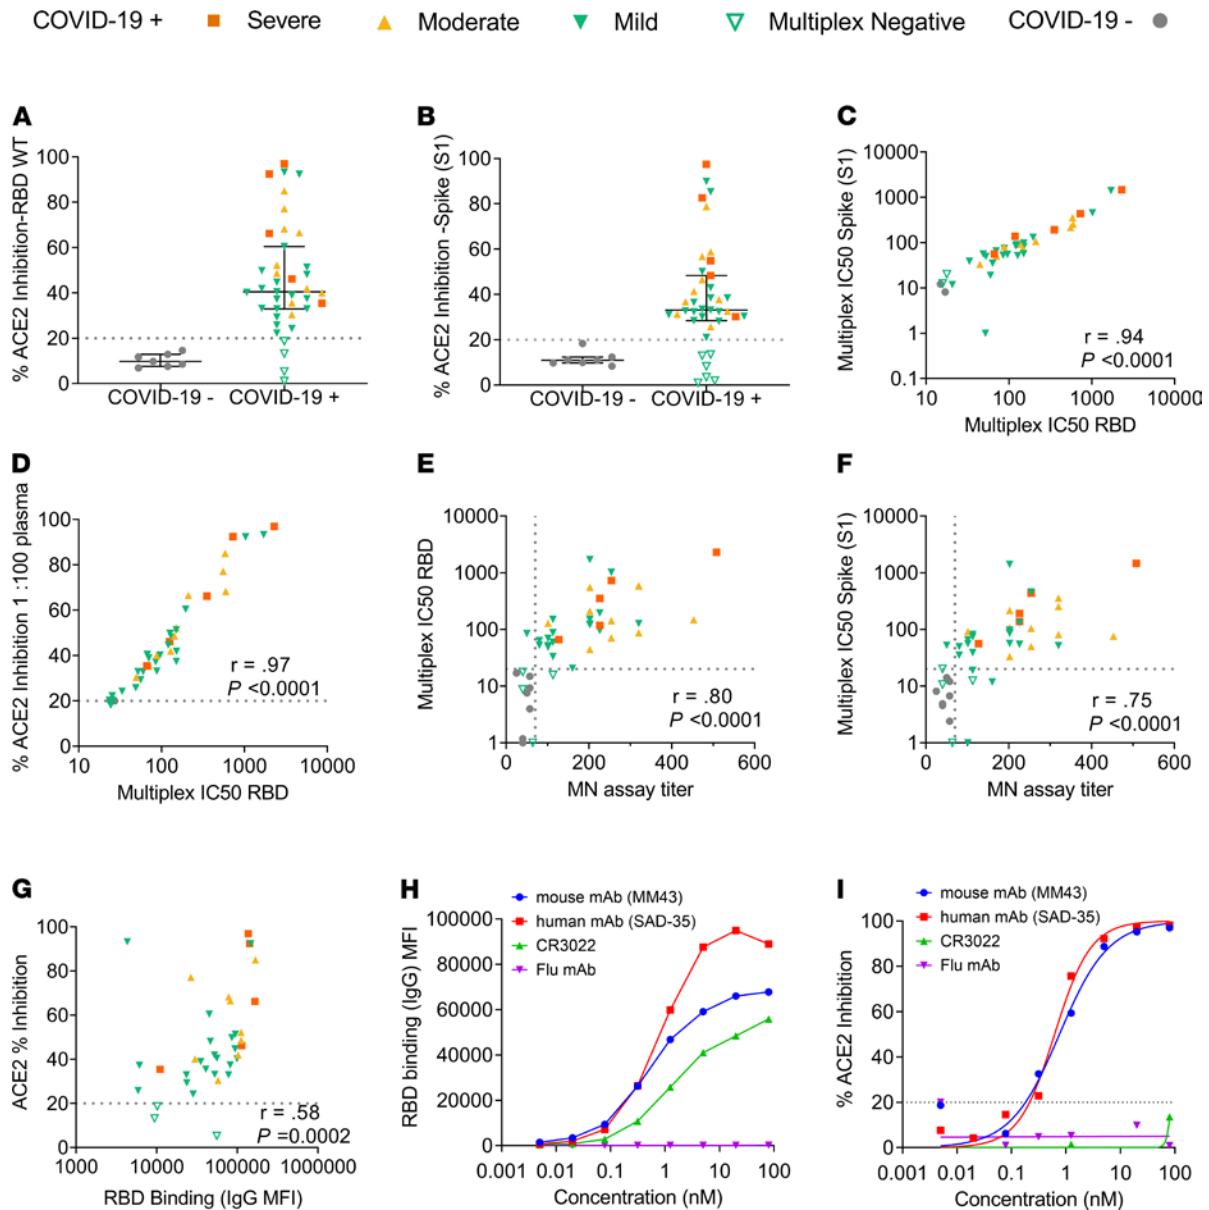 COVID-19 + Severe Moderate Mild Multiplex Negative COVID-19 -
A
% ACE2 Inhibition-RBD WT
100
80
60
40
20
0
COVID-19 - COVID-19 +
B
% ACE2 Inhibition -Spike (S1)
100
80
60
40
20
0
COVID-19 - COVID-19 +
C
Multiplex IC50 Spike (S1)
10000
1000
100
10
1
0.1
r = .94
P <0.0001
10 100 1000 10000
Multiplex IC50 RBD
D
% ACE2 Inhibition 1 :100 plasma
100
80
60
40
20
0
r = .97
P <0.0001
10 100 1000 10000
Multiplex IC50 RBD
E
Multiplex IC50 RBD
10000
1000
100
10
1
r = .80
P <0.0001
0 200 400 600
MN assay titer
F
Multiplex IC50 Spike (S1)
10000
1000
100
10
1
r = .75
P <0.0001
0 200 400 600
MN assay titer
G
ACE2 % Inhibition
100
80
60
40
20
0
r = .58
P =0.0002
1000 10000 100000 1000000
RBD Binding (IgG MFI)
H
mouse mAb (MM43)
human mAb (SAD-35)
CR3022
Flu mAb
RBD binding (IgG) MFI
100000
80000
60000
40000
20000
0
0.001 0.01 0.1 1 10 100
Concentration (nM)
I
mouse mAb (MM43)
human mAb (SAD-35)
CR3022
Flu mAb
% ACE2 Inhibition
100
80
60
40
20
0
0.001 0.01 0.1 1 10 100
Concentration (nM)